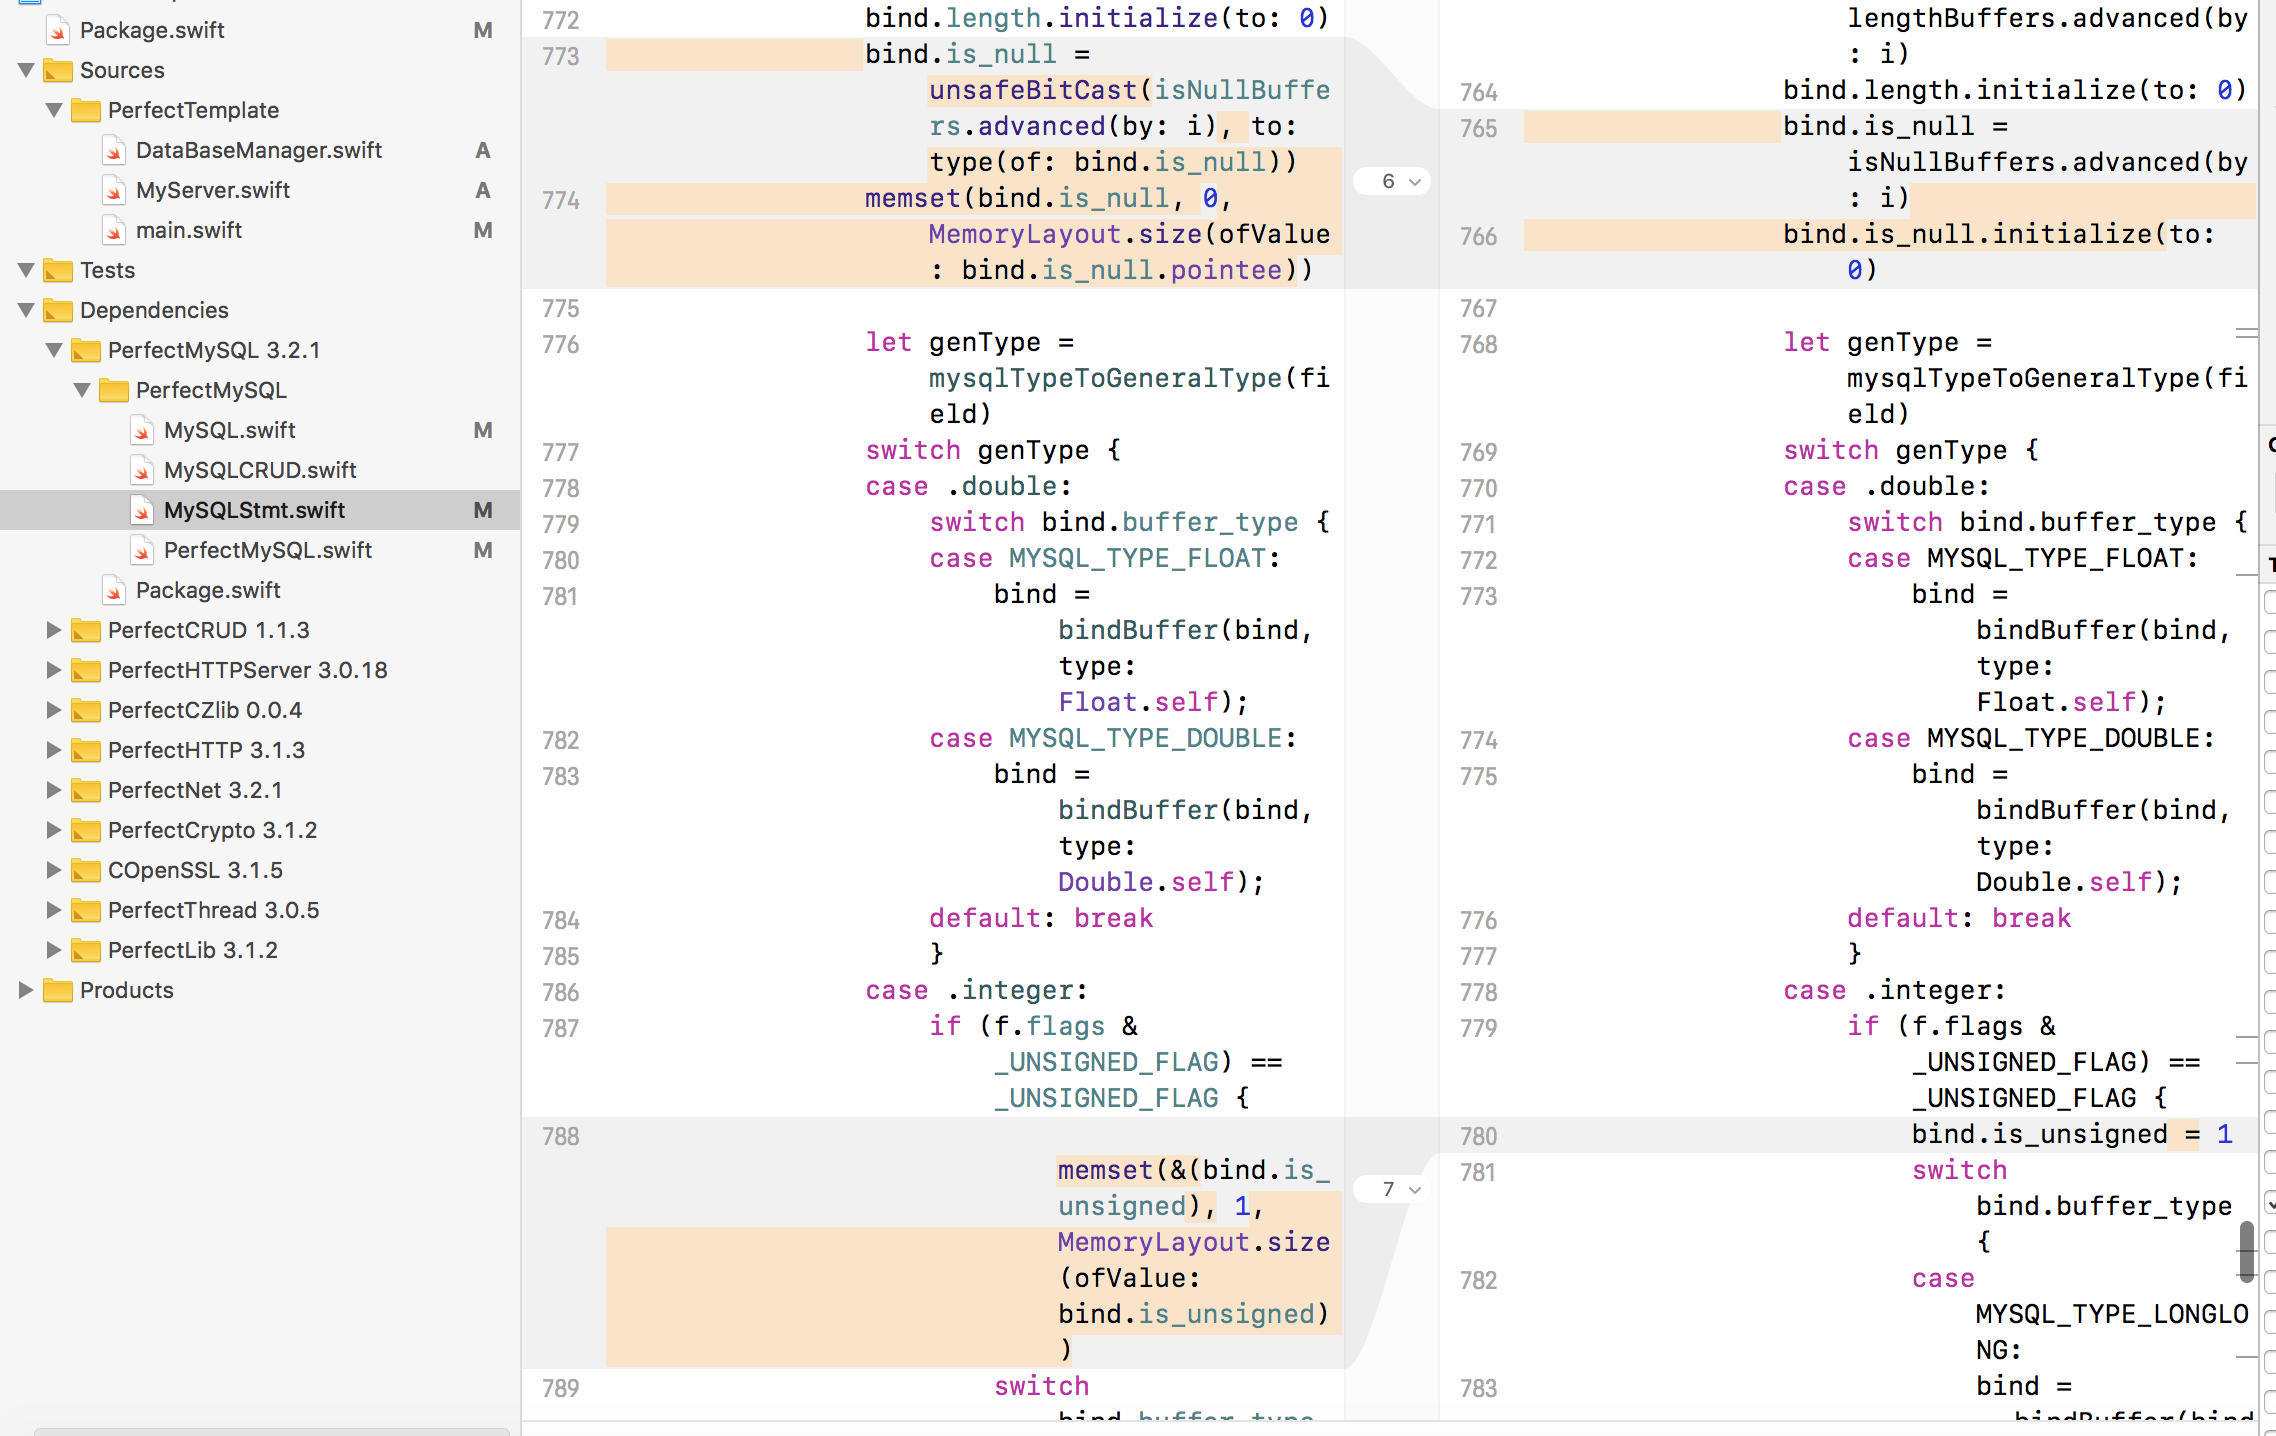 Package.swift M
Sources
PerfectTemplate
DataBaseManager.swift A
MyServer.swift A
main.swift M
Tests
Dependencies
PerfectMySQL 3.2.1
PerfectMySQL
MySQL.swift M
MySQLCRUD.swift
MySQLStmt.swift M
PerfectMySQL.swift M
Package.swift
PerfectCRUD 1.1.3
PerfectHTTPServer 3.0.18
PerfectCZlib 0.0.4
PerfectHTTP 3.1.3
PerfectNet 3.2.1
PerfectCrypto 3.1.2
COpenSSL 3.1.5
PerfectThread 3.0.5
PerfectLib 3.1.2
Products
772 bind.length.initialize(to: 0)
773 bind.is_null =
unsafeBitCast(isNullBuffe
rs.advanced(by: i), to:
type(of: bind.is_null))
774 memset(bind.is_null, 0,
MemoryLayout.size(ofValue
: bind.is_null.pointee))
775
776 let genType =
mysqlTypeToGeneralType(fi
eld)
777 switch genType {
778 case .double:
779 switch bind.buffer_type {
780 case MYSQL_TYPE_FLOAT:
781 bind =
bindBuffer(bind,
type:
Float.self);
782 case MYSQL_TYPE_DOUBLE:
783 bind =
bindBuffer(bind,
type:
Double.self);
784 default: break
785 }
786 case .integer:
787 if (f.flags &
_UNSIGNED_FLAG) ==
_UNSIGNED_FLAG {
788
memset(&(bind.is_
unsigned), 1,
MemoryLayout.size
(ofValue:
bind.is_unsigned)
)
789 switch
bind.buffer_type
6
7
lengthBuffers.advanced(by
: i)
764 bind.length.initialize(to: 0)
765 bind.is_null =
isNullBuffers.advanced(by
: i)
766 bind.is_null.initialize(to:
0)
767
768 let genType =
mysqlTypeToGeneralType(fi
eld)
769 switch genType {
770 case .double:
771 switch bind.buffer_type {
772 case MYSQL_TYPE_FLOAT:
773 bind =
bindBuffer(bind,
type:
Float.self);
774 case MYSQL_TYPE_DOUBLE:
775 bind =
bindBuffer(bind,
type:
Double.self);
776 default: break
777 }
778 case .integer:
779 if (f.flags &
_UNSIGNED_FLAG) ==
_UNSIGNED_FLAG {
780 bind.is_unsigned = 1
781 switch
bind.buffer_type
{
782 case
MYSQL_TYPE_LONGLO
NG:
783 bind =
bindBuffer(bind